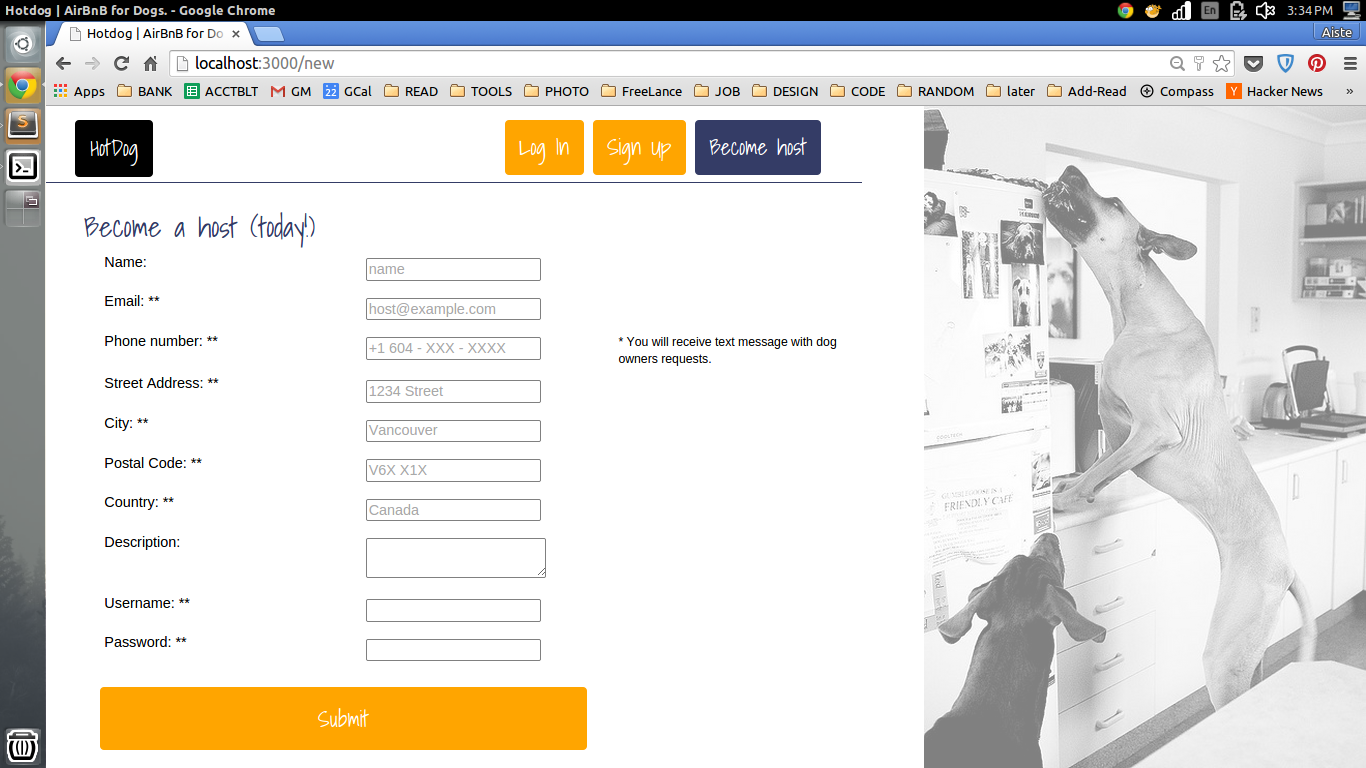 Hotdog | AirBnB for Dogs. - Google Chrome
En
3:34 PM
Hotdog | AirBnB for Do
Aiste
localhost:3000/new
Apps BANK ACCTBLT GM 22 GCal READ TOOLS PHOTO FreeLance JOB DESIGN CODE RANDOM later Add-Read Compass Y Hacker News »
HotDog
Log In
Sign Up
Become host
Become a host (today!)
Name:
name
Email: **
host@example.com
Phone number: **
+1 604 - XXX - XXXX
* You will receive text message with dog
owners requests.
Street Address: **
1234 Street
City: **
Vancouver
Postal Code: **
V6X X1X
Country: **
Canada
Description:
Username: **
Password: **
Submit
FRIENDLY CAFE